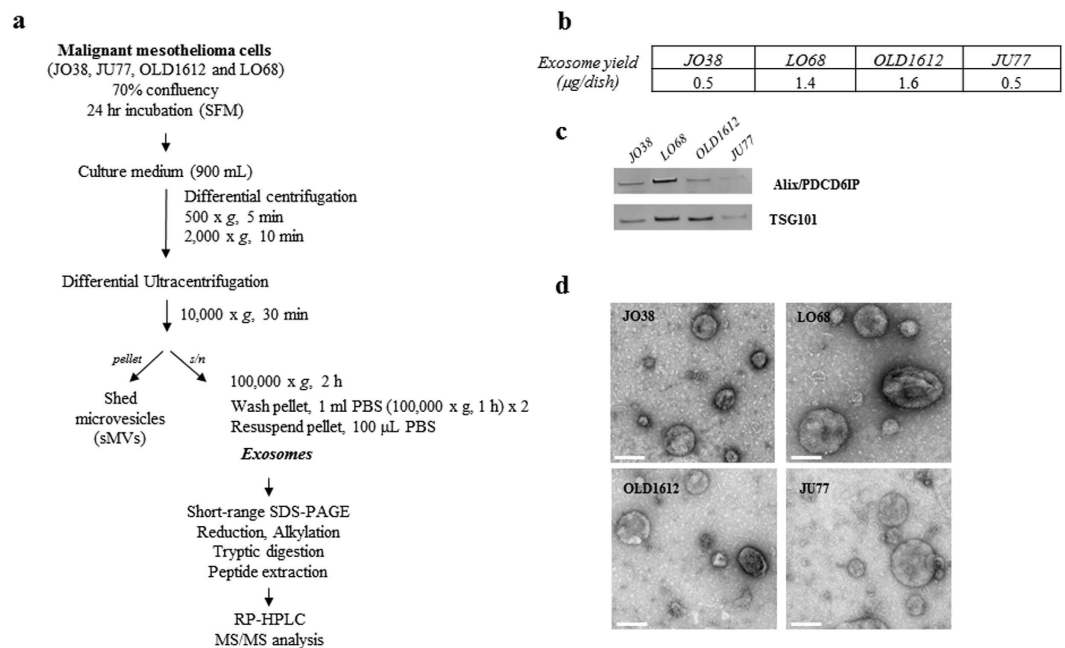 a
Malignant mesothelioma cells
(JO38, JU77, OLD1612 and LO68)
70% confluency
24 hr incubation (SFM)
Culture medium (900 mL)
Differential centrifugation
500 x g, 5 min
2,000 x g, 10 min
Differential Ultracentrifugation
10,000 x g, 30 min
pellet
s/n
Shed
microvesicles
(sMVs)
100,000 x g, 2 h
Wash pellet, 1 ml PBS (100,000 x g, 1 h) x 2
Resuspend pellet, 100 µL PBS
Exosomes
Short-range SDS-PAGE
Reduction, Alkylation
Tryptic digestion
Peptide extraction
RP-HPLC
MS/MS analysis
b
Exosome yield
(µg/dish)
JO38 LO68 OLD1612 JU77
0.5 1.4 1.6 0.5
c
JO38 LO68 OLD1612 JU77
Alix/PDCD6IP
TSG101
d
JO38
LO68
OLD1612
JU77